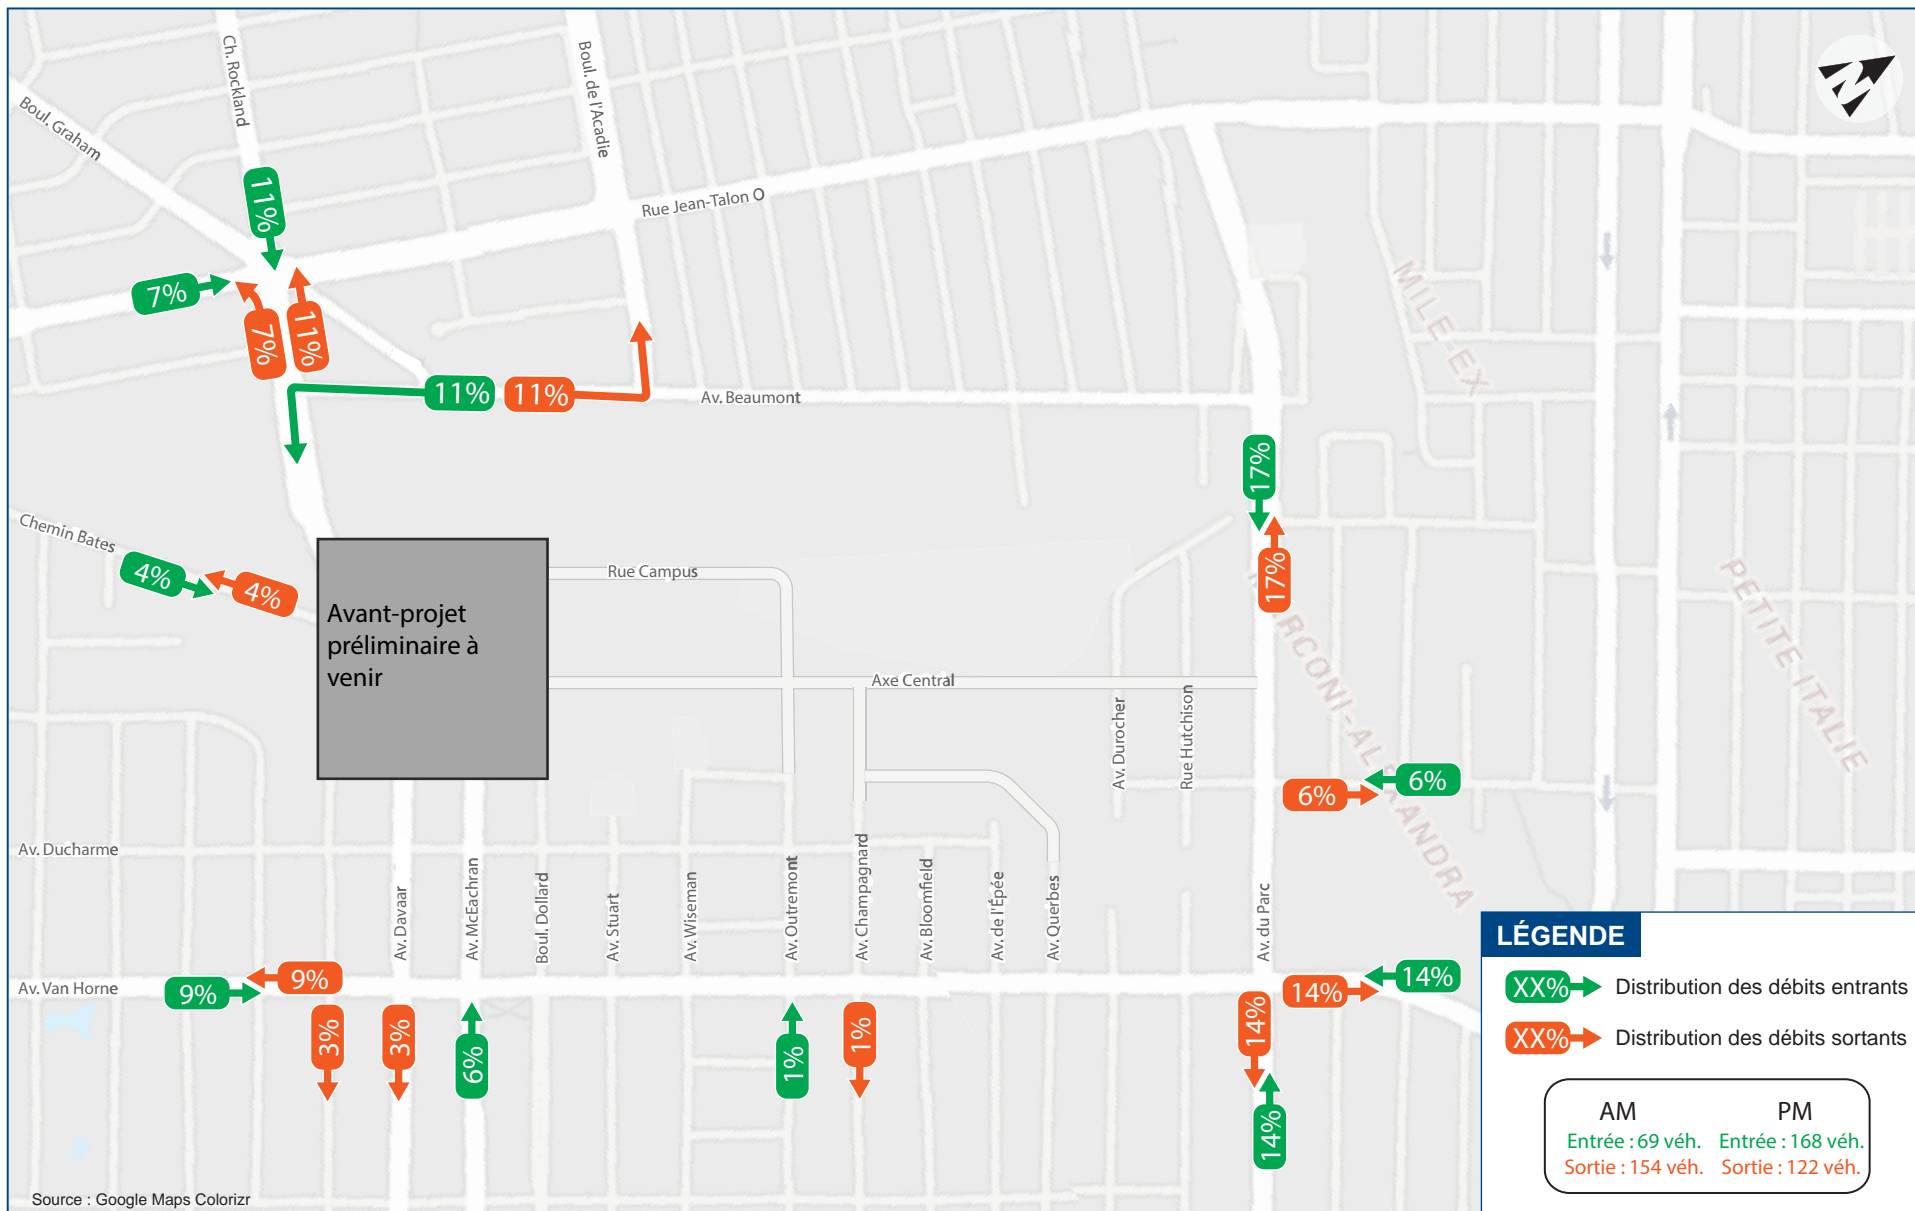 Ch. Rockland
Boul. de l'Acadie
Boul. Graham
11%
Rue Jean-Talon O
7%
7%
11%
11%
11%
Av. Beaumont
MILE-EX
17%
17%
Chemin Bates
4%
4%
Rue Campus
Avant-projet
préliminaire à
venir
Axe Central
PETITE ITALIE
Av. Durocher
Rue Hutchison
6%
6%
Av. Ducharme
Av. Davaar
Av. McEachran
Boul. Dollard
Av. Stuart
Av. Wiseman
Av. Outremont
Av. Champagnard
Av. Bloomfield
Av. de l'Épée
Av. Querbes
Av. du Parc
Av. Van Horne
9%
9%
3%
3%
6%
1%
1%
14%
14%
14%
14%
LÉGENDE
XX% Distribution des débits entrants
XX% Distribution des débits sortants
AM PM
Entrée : 69 véh. Entrée : 168 véh.
Sortie : 154 véh. Sortie : 122 véh.
Source : Google Maps Colorizr